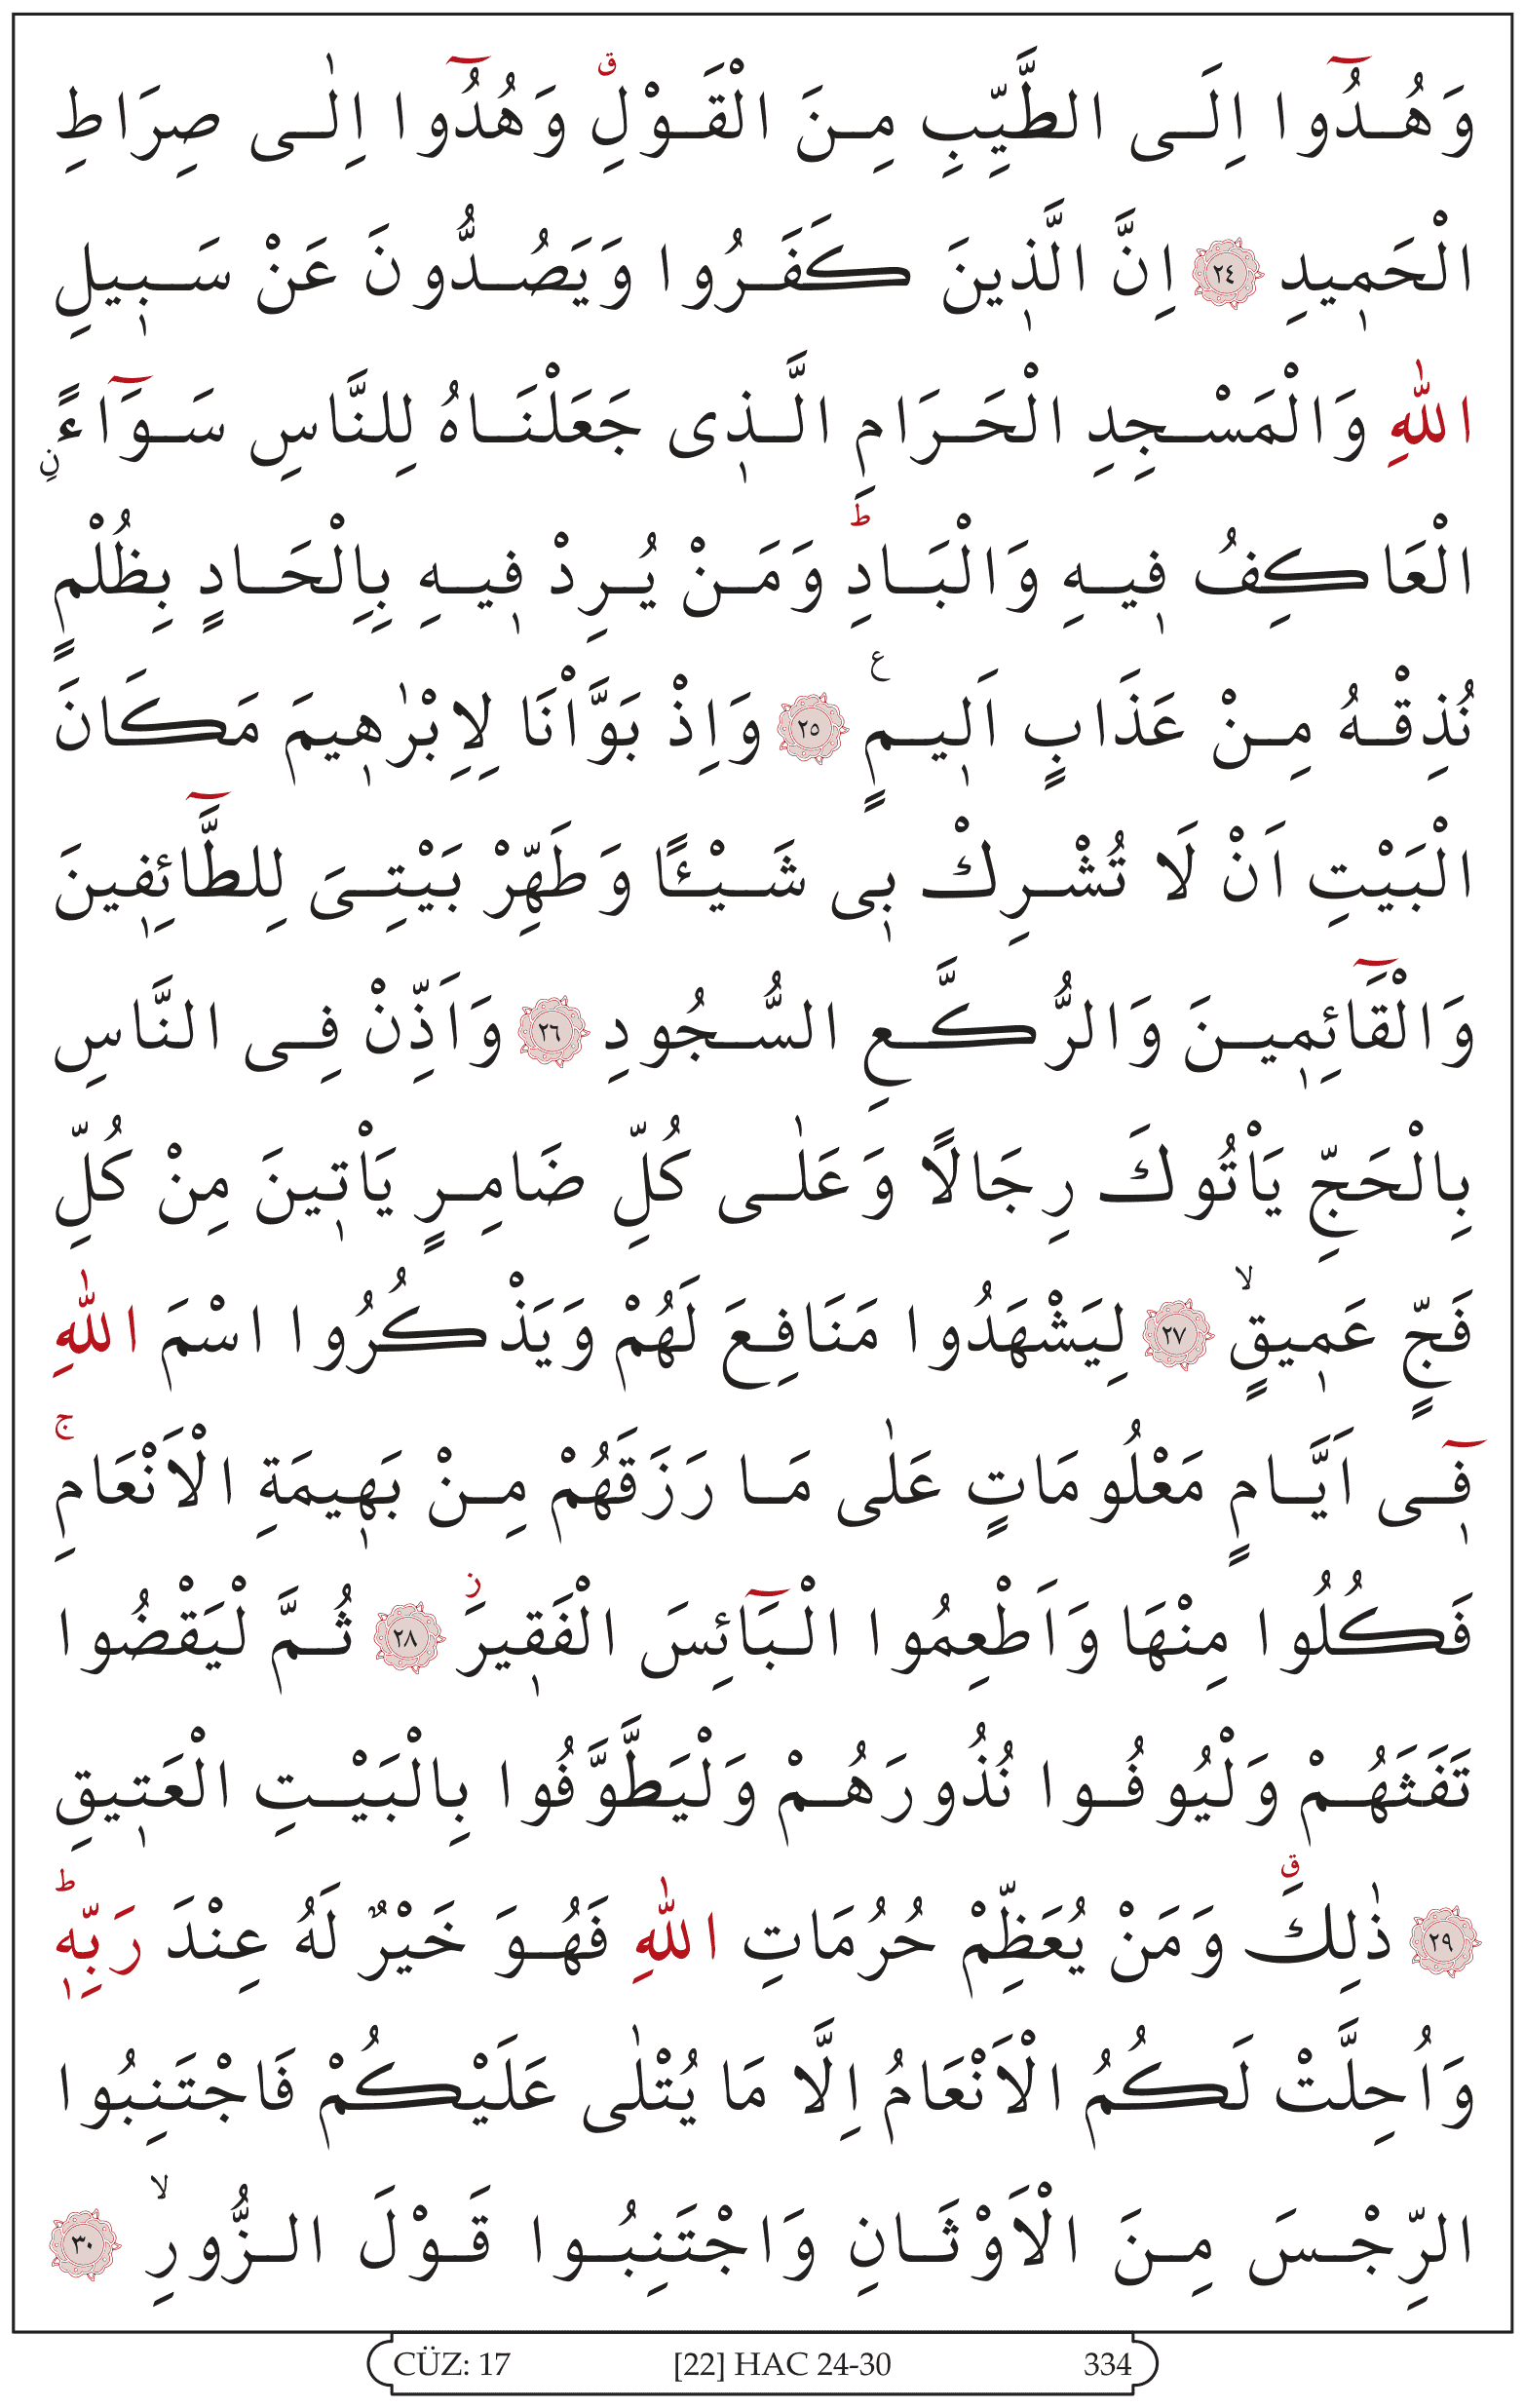 وَهُدُٓوا اِلَى الطَّيِّبِ مِنَ الْقَوْلِۗ وَهُدُٓوا اِلٰى صِرَاطِ
الْحَمٖيدِ ﴿٢٤﴾ اِنَّ الَّذٖينَ كَفَرُوا وَيَصُدُّونَ عَنْ سَبٖيلِ
اللّٰهِ وَالْمَسْجِدِ الْحَرَامِ الَّذٖى جَعَلْنَاهُ لِلنَّاسِ سَوَٓاءًۨ
الْعَاكِفُ فٖيهِ وَالْبَادِؕ وَمَنْ يُرِدْ فٖيهِ بِاِلْحَادٍ بِظُلْمٍ
نُذِقْهُ مِنْ عَذَابٍ اَلٖيمٍ ع ﴿٢٥﴾ وَاِذْ بَوَّاْنَا لِاِبْرٰهٖيمَ مَكَانَ
الْبَيْتِ اَنْ لَا تُشْرِكْ بٖى شَيْـًٔا وَطَهِّرْ بَيْتِىَ لِلطَّٓائِفٖينَ
وَالْقَٓائِمٖينَ وَالرُّكَّعِ السُّجُودِ ﴿٢٦﴾ وَاَذِّنْ فِى النَّاسِ
بِالْحَجِّ يَاْتُوكَ رِجَالًا وَعَلٰى كُلِّ ضَامِرٍ يَاْتٖينَ مِنْ كُلِّ
فَجٍّ عَمٖيقٍۙ ﴿٢٧﴾ لِيَشْهَدُوا مَنَافِعَ لَهُمْ وَيَذْكُرُوا اسْمَ اللّٰهِ
فٖٓى اَيَّامٍ مَعْلُومَاتٍ عَلٰى مَا رَزَقَهُمْ مِنْ بَهٖيمَةِ الْاَنْعَامِۚ
فَكُلُوا مِنْهَا وَاَطْعِمُوا الْبَٓائِسَ الْفَقٖيرَؗ ﴿٢٨﴾ ثُمَّ لْيَقْضُوا
تَفَثَهُمْ وَلْيُوفُوا نُذُورَهُمْ وَلْيَطَّوَّفُوا بِالْبَيْتِ الْعَتٖيقِ
﴿٢٩﴾ ذٰلِكَۗ وَمَنْ يُعَظِّمْ حُرُمَاتِ اللّٰهِ فَهُوَ خَيْرٌ لَهُ عِنْدَ رَبِّهٖؕ
وَاُحِلَّتْ لَكُمُ الْاَنْعَامُ اِلَّا مَا يُتْلٰى عَلَيْكُمْ فَاجْتَنِبُوا
الرِّجْسَ مِنَ الْاَوْثَانِ وَاجْتَنِبُوا قَوْلَ الزُّورِۙ ﴿٣٠﴾
CÜZ: 17 [22] HAC 24-30 334